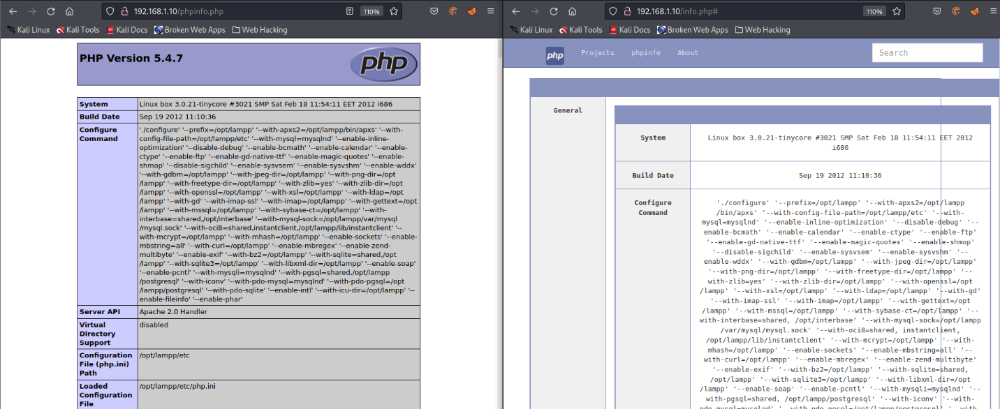 192.168.1.10/phpinfo.php
110%
Kali Linux Kali Tools Kali Docs Broken Web Apps Web Hacking
PHP Version 5.4.7
php
System Linux box 3.0.21-tinycore #3021 SMP Sat Feb 18 11:54:11 EET 2012 i686
Build Date Sep 19 2012 11:10:36
Configure
Command
'./configure' '--prefix=/opt/lampp' '--with-apxs2=/opt/lampp/bin/apxs' '--with-
config-file-path=/opt/lampp/etc' '--with-mysql=mysqlnd' '--enable-inline-
optimization' '--disable-debug' '--enable-bcmath' '--enable-calendar' '--enable-
ctype' '--enable-ftp' '--enable-gd-native-ttf' '--enable-magic-quotes' '--enable-
shmop' '--disable-sigchild' '--enable-sysvsem' '--enable-sysvshm' '--enable-wddx'
'--with-gdbm=/opt/lampp' '--with-jpeg-dir=/opt/lampp' '--with-png-dir=/opt
/lampp' '--with-freetype-dir=/opt/lampp' '--with-zlib=yes' '--with-zlib-dir=/opt
/lampp' '--with-openssl=/opt/lampp' '--with-xsl=/opt/lampp' '--with-ldap=/opt
/lampp' '--with-gd' '--with-imap-ssl' '--with-imap=/opt/lampp' '--with-gettext=/opt
/lampp' '--with-mssql=/opt/lampp' '--with-sybase-ct=/opt/lampp' '--with-
interbase=shared,/opt/interbase' '--with-mysql-sock=/opt/lampp/var/mysql
/mysql.sock' '--with-oci8=shared,instantclient,/opt/lampp/lib/instantclient' '--
with-mcrypt=/opt/lampp' '--with-mhash=/opt/lampp' '--enable-sockets' '--enable-
mbstring=all' '--with-curl=/opt/lampp' '--enable-mbregex' '--enable-zend-
multibyte' '--enable-exif' '--with-bz2=/opt/lampp' '--with-sqlite=shared,/opt
/lampp' '--with-sqlite3=/opt/lampp' '--with-libxml-dir=/opt/lampp' '--enable-soap'
'--enable-pcntl' '--with-mysqli=mysqlnd' '--with-pgsql=shared,/opt/lampp
/postgresql' '--with-iconv' '--with-pdo-mysql=mysqlnd' '--with-pdo-pgsql=/opt
/lampp/postgresql' '--with-pdo-sqlite' '--enable-intl' '--with-icu-dir=/opt/lampp' '--
enable-fileinfo' '--enable-phar'
Server API Apache 2.0 Handler
Virtual
Directory
Support
disabled
Configuration
File (php.ini)
Path
/opt/lampp/etc
Loaded
Configuration
File
/opt/lampp/etc/php.ini
192.168.1.10/info.php#
110%
Kali Linux Kali Tools Kali Docs Broken Web Apps Web Hacking
php Projects phpinfo About Search
General
System
Linux box 3.0.21-tinycore #3021 SMP Sat Feb 18 11:54:11 EET 2012
i686
Build Date Sep 19 2012 11:10:36
Configure
Command
'./configure' '--prefix=/opt/lampp' '--with-apxs2=/opt/lampp
/bin/apxs' '--with-config-file-path=/opt/lampp/etc' '--with-
mysql=mysqlnd' '--enable-inline-optimization' '--disable-debug' '--
enable-bcmath' '--enable-calendar' '--enable-ctype' '--enable-ftp'
'--enable-gd-native-ttf' '--enable-magic-quotes' '--enable-shmop'
'--disable-sigchild' '--enable-sysvsem' '--enable-sysvshm' '--
enable-wddx' '--with-gdbm=/opt/lampp' '--with-jpeg-dir=/opt/lampp'
'--with-png-dir=/opt/lampp' '--with-freetype-dir=/opt/lampp' '--
with-zlib=yes' '--with-zlib-dir=/opt/lampp' '--with-openssl=/opt
/lampp' '--with-xsl=/opt/lampp' '--with-ldap=/opt/lampp' '--with-gd'
'--with-imap-ssl' '--with-imap=/opt/lampp' '--with-gettext=/opt
/lampp' '--with-mssql=/opt/lampp' '--with-sybase-ct=/opt/lampp' '--
with-interbase=shared, /opt/interbase' '--with-mysql-sock=/opt/lampp
/var/mysql/mysql.sock' '--with-oci8=shared, instantclient,
/opt/lampp/lib/instantclient' '--with-mcrypt=/opt/lampp' '--with-
mhash=/opt/lampp' '--enable-sockets' '--enable-mbstring=all' '--
with-curl=/opt/lampp' '--enable-mbregex' '--enable-zend-multibyte'
'--enable-exif' '--with-bz2=/opt/lampp' '--with-sqlite=shared,
/opt/lampp' '--with-sqlite3=/opt/lampp' '--with-libxml-dir=/opt
/lampp' '--enable-soap' '--enable-pcntl' '--with-mysqli=mysqlnd' '--
with-pgsql=shared, /opt/lampp/postgresql' '--with-iconv' '--with-
pdo-mysql=mysqlnd' '--with-pdo-pgsql=/opt/lampp/postgresql' '--with-